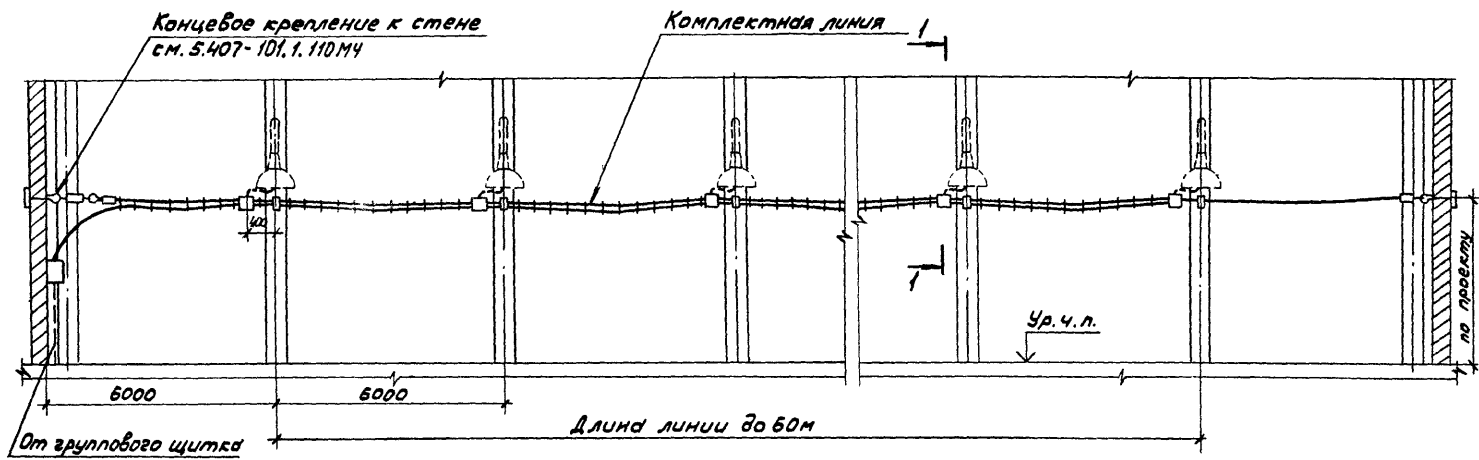 Концевое крепление к стене
см. 5.407-101.1.110МЧ
Комплектная линия
1
400
1
Ур.ч.п.
по проекту
6000
6000
Длина линии до 60м
От группового щитка